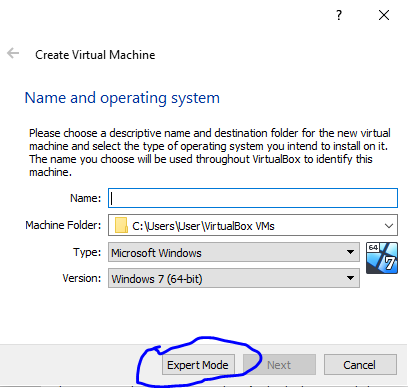 ?
Create Virtual Machine
Name and operating system
Please choose a descriptive name and destination folder for the new virtual
machine and select the type of operating system you intend to install on it.
The name you choose will be used throughout VirtualBox to identify this
machine.
Name:
Machine Folder: C:\Users\User\VirtualBox VMs
Type: Microsoft Windows
64
7
Version: Windows 7 (64-bit)
Expert Mode Next Cancel